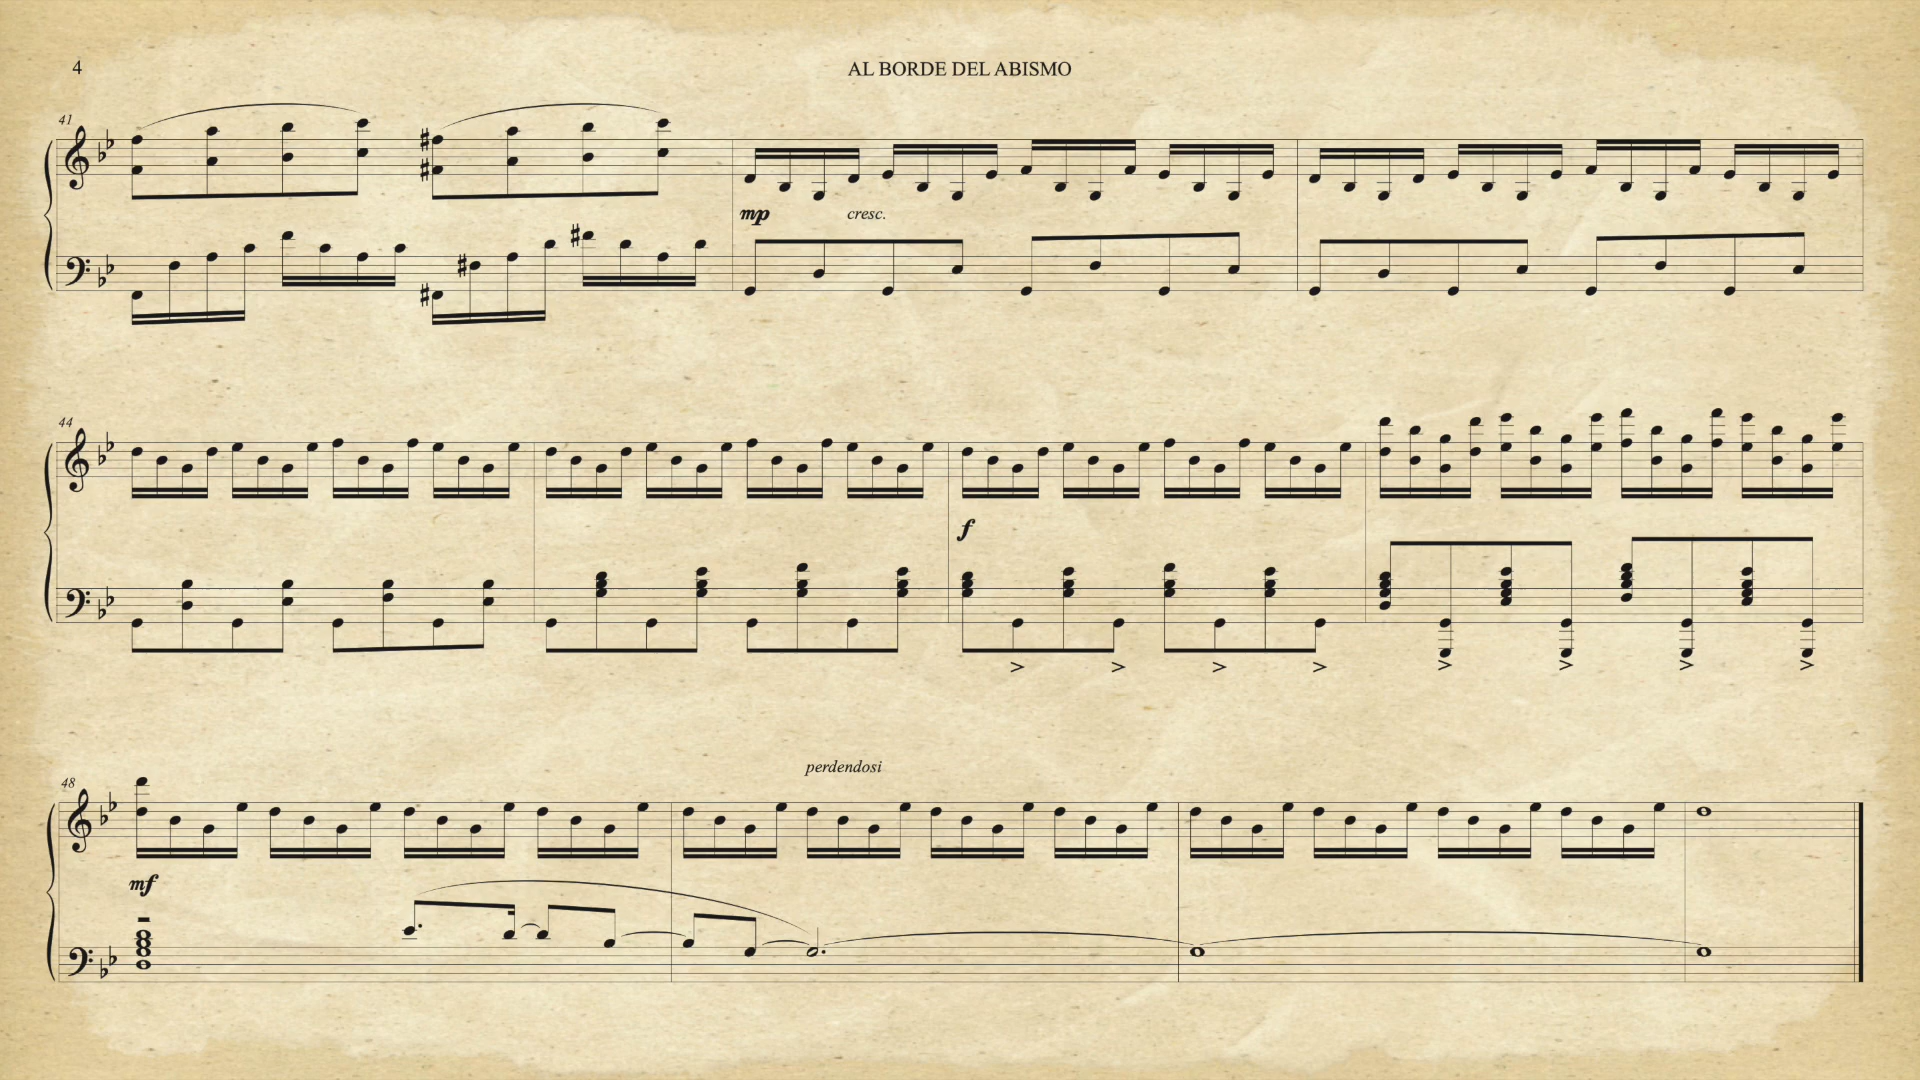 4
AL BORDE DEL ABISMO
41
mp
cresc.
44
f
48
perdendosi
mf